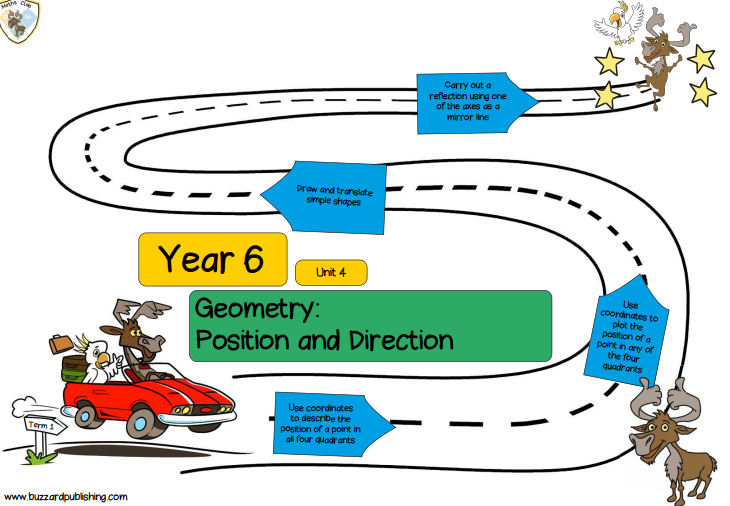 Maths Club
Carry out a
reflection using one
of the axes as a
mirror line
Draw and translate
simple shapes
Year 6
Unit 4
Geometry:
Position and Direction
Use
coordinates to
plot the
position of a
point in any of
the four
quadrants
Use coordinates
to describe the
position of a point in
all four quadrants
Term 1
www.buzzardpublishing.com